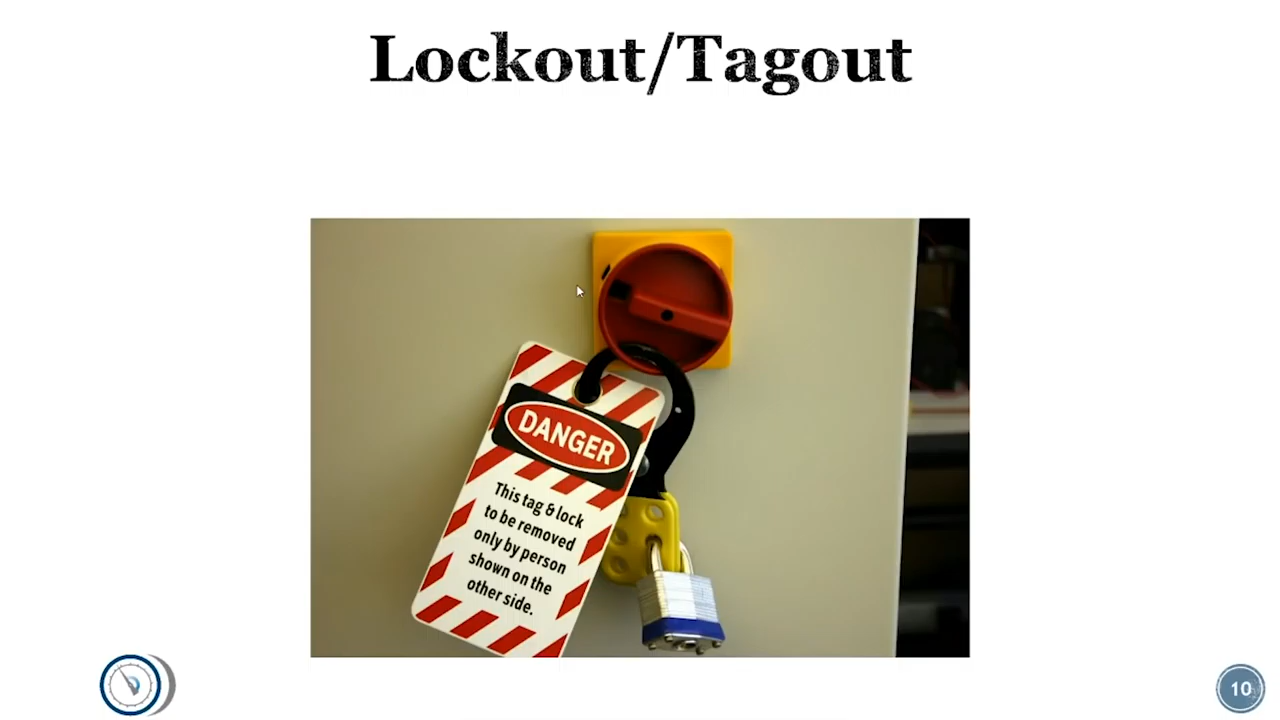 Lockout/Tagout
DANGER
This tag & lock
to be removed
only by person
shown on the
other side.
10